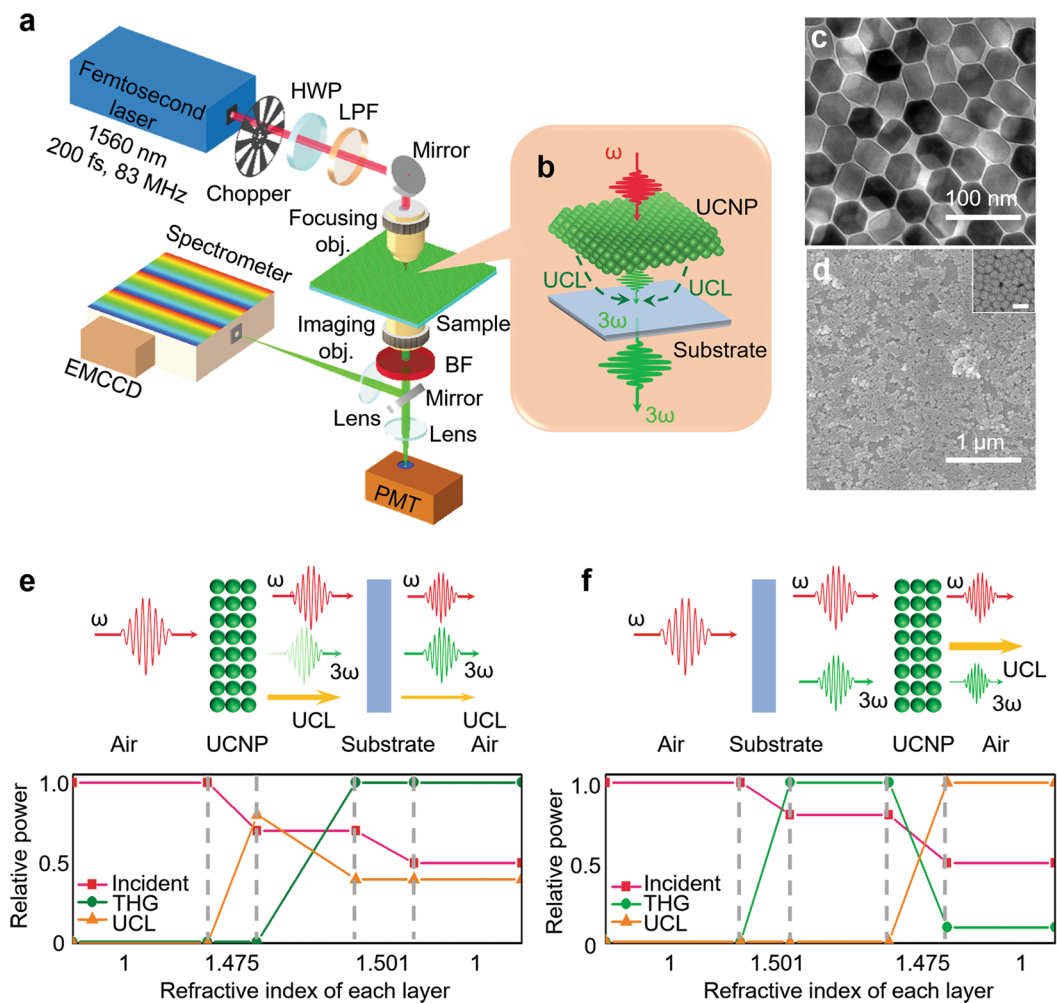 a
Femtosecond
laser
1560 nm
200 fs, 83 MHz
HWP
LPF
Chopper
Mirror
Focusing
obj.
Spectrometer
Imaging
obj.
Sample
EMCCD
BF
Mirror
Lens
Lens
PMT
b
ω
UCNP
UCL
UCL
3ω
Substrate
3ω
c
100 nm
d
1 µm
e
ω
ω
ω
3ω
3ω
UCL
UCL
Air
UCNP
Substrate
Air
Relative power
1.0
0.5
0
Incident
THG
UCL
1
1.475
1.501
1
Refractive index of each layer
f
ω
ω
ω
UCL
3ω
3ω
Air
Substrate
UCNP
Air
Relative power
1.0
0.5
0
Incident
THG
UCL
1
1.501
1.475
1
Refractive index of each layer